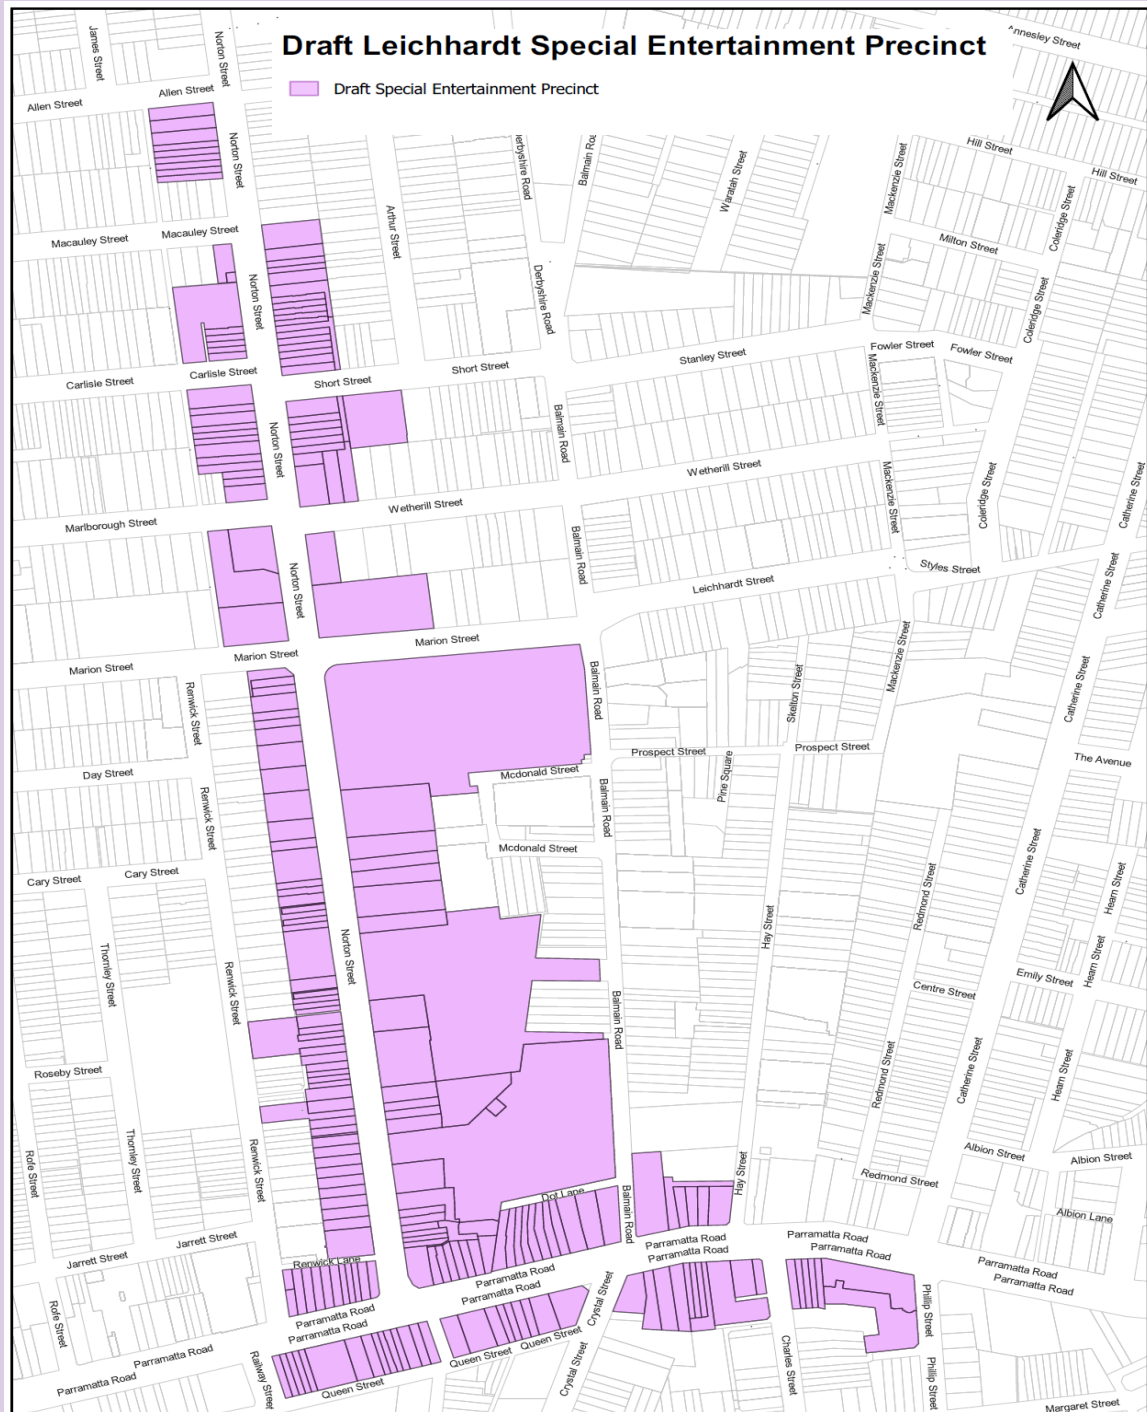 Draft Leichhardt Special Entertainment Precinct
Draft Special Entertainment Precinct
James Street
Norton Street
Annesley Street
Allen Street
Allen Street
Norton Street
Derbyshire Road
Balmain Road
Waratah Street
Mackenzie Street
Hill Street
Hill Street
Coleridge Street
Arthur Street
Macauley Street
Macauley Street
Milton Street
Norton Street
Derbyshire Road
Mackenzie Street
Coleridge Street
Stanley Street
Fowler Street
Fowler Street
Carlisle Street
Carlisle Street
Short Street
Short Street
Mackenzie Street
Norton Street
Balmain Road
Wetherill Street
Mackenzie Street
Coleridge Street
Catherine Street
Marlborough Street
Wetherill Street
Norton Street
Balmain Road
Leichhardt Street
Styles Street
Catherine Street
Marion Street
Marion Street
Marion Street
Mackenzie Street
Renwick Street
Balmain Road
Skelton Street
Catherine Street
Prospect Street
Prospect Street
Day Street
Mcdonald Street
Pine Square
The Avenue
Renwick Street
Balmain Road
Mcdonald Street
Cary Street
Cary Street
Catherine Street
Redmond Street
Hearn Street
Thornley Street
Norton Street
Hay Street
Hearn Street
Renwick Street
Balmain Road
Centre Street
Emily Street
Roseby Street
Redmond Street
Catherine Street
Hearn Street
Rofe Street
Thornley Street
Renwick Street
Hay Street
Albion Street
Albion Street
Redmond Street
Dot Lane
Balmain Road
Albion Lane
Jarrett Street
Jarrett Street
Renwick Lane
Parramatta Road
Parramatta Road
Parramatta Road
Parramatta Road
Parramatta Road
Parramatta Road
Parramatta Road
Parramatta Road
Rofe Street
Parramatta Road
Parramatta Road
Crystal Street
Phillip Street
Parramatta Road
Parramatta Road
Railway Street
Queen Street
Queen Street
Queen Street
Crystal Street
Charles Street
Phillip Street
Margaret Street